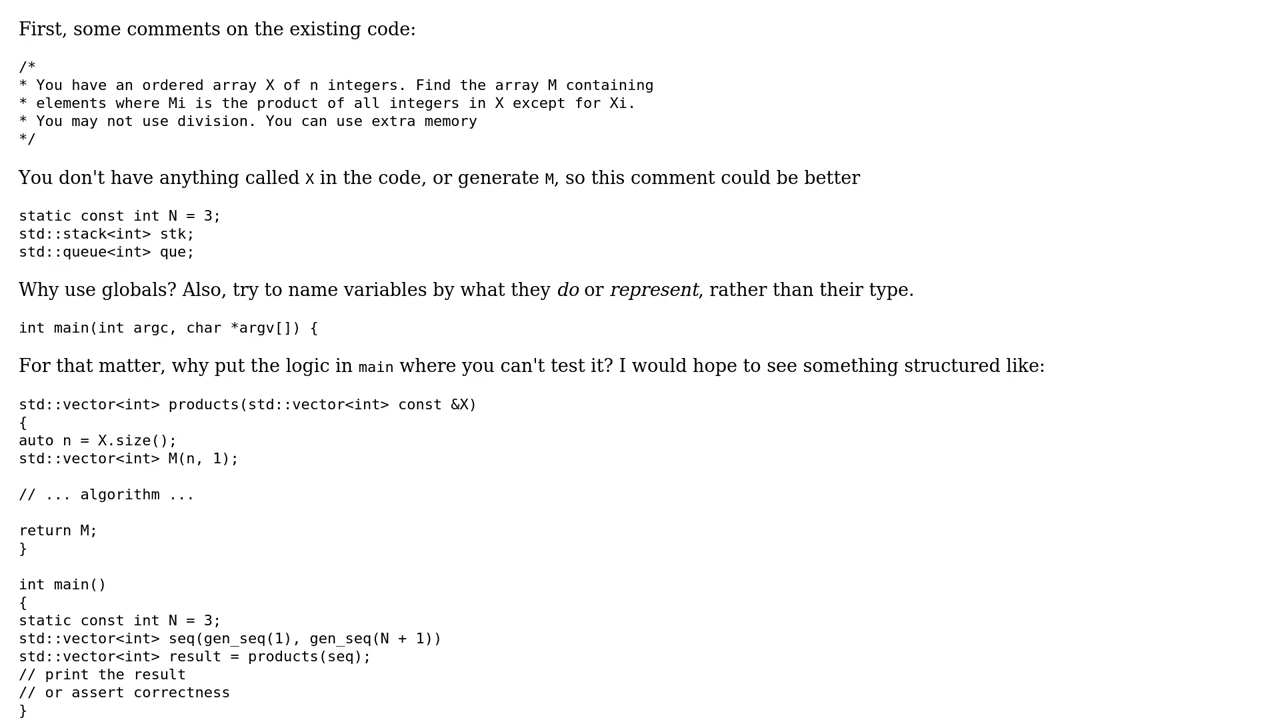 First, some comments on the existing code:
/*
* You have an ordered array X of n integers. Find the array M containing
* elements where Mi is the product of all integers in X except for Xi.
* You may not use division. You can use extra memory
*/
You don't have anything called X in the code, or generate M, so this comment could be better
static const int N = 3;
std::stack<int> stk;
std::queue<int> que;
Why use globals? Also, try to name variables by what they do or represent, rather than their type.
int main(int argc, char *argv[]) {
For that matter, why put the logic in main where you can't test it? I would hope to see something structured like:
std::vector<int> products(std::vector<int> const &X)
{
auto n = X.size();
std::vector<int> M(n, 1);
// ... algorithm ...
return M;
}
int main()
{
static const int N = 3;
std::vector<int> seq(gen_seq(1), gen_seq(N + 1))
std::vector<int> result = products(seq);
// print the result
// or assert correctness
}